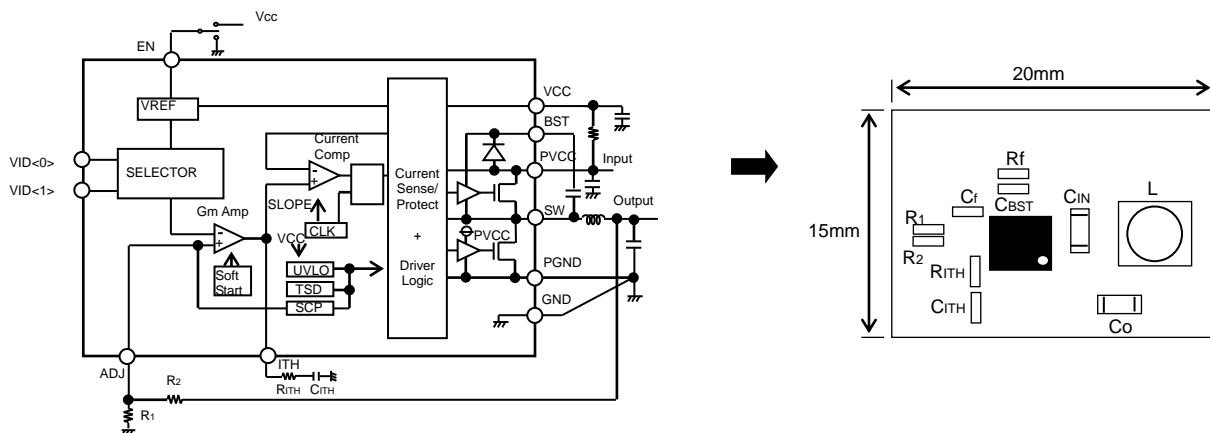 Vcc
EN
VCC
VREF
BST
VID<0>
VID<1>
SELECTOR
Current
Comp
PVCC
Input
-
+
Current
Sense/
Protect
+
Driver
Logic
SLOPE
CLK
Gm Amp
-
+
SW
Output
VCC
PVCC
Soft
Start
UVLO
TSD
SCP
PGND
GND
ADJ
ITH
RITH
CITH
R2
R1
20mm
15mm
Rf
Cf
CBST
CIN
L
R1
R2
RITH
CITH
Co